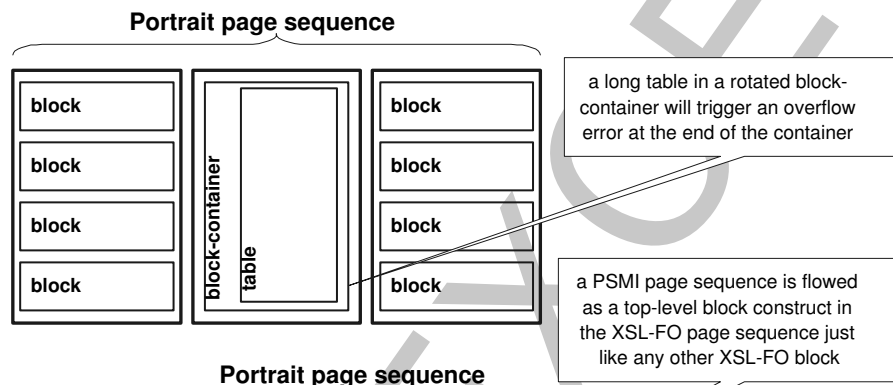 Portrait page sequence
block
block
block
block
block-container
table
block
block
block
block
a long table in a rotated block-
container will trigger an overflow
error at the end of the container
a PSMI page sequence is flowed
as a top-level block construct in
the XSL-FO page sequence just
like any other XSL-FO block
Portrait page sequence